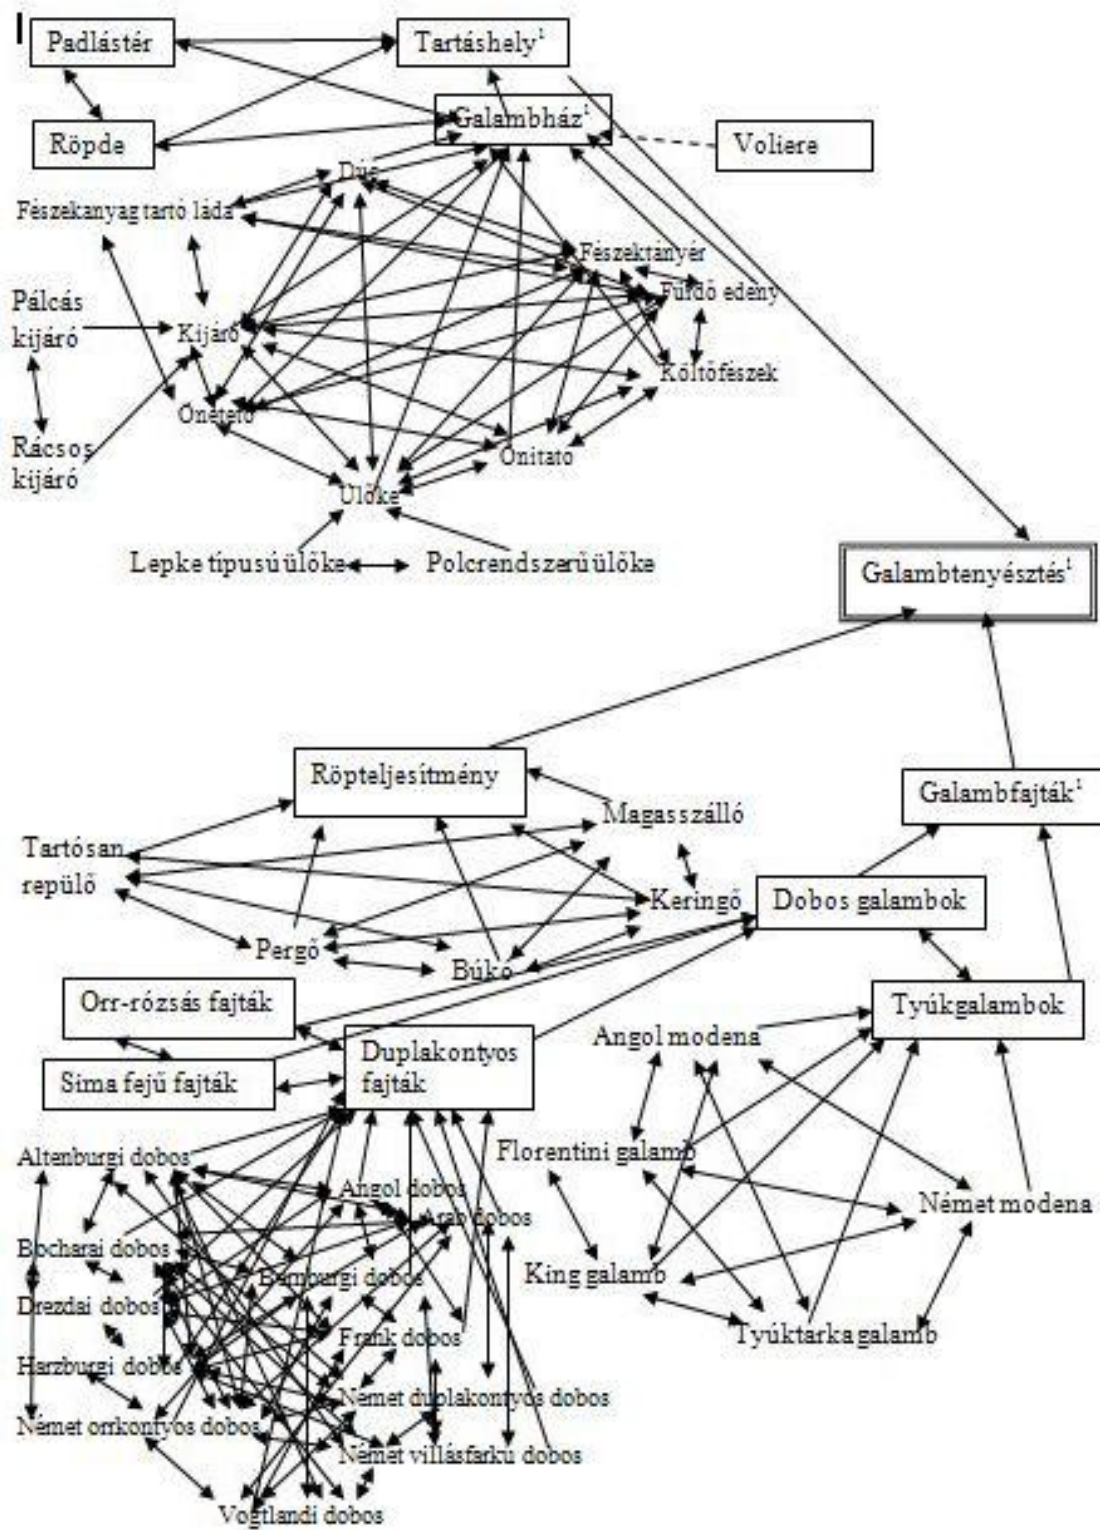 Padlástér
Tartáshely¹
Galambház¹
Röpde
Voliere
Dúc
Fészekanyag tartó láda
Fészektányér
Fürdő edény
Pálcás
kijáró
Kijáró
Költőfészek
Önetető
Rácsos
kijáró
Önitató
Ülőke
Lepke típusú ülőke
Polcrendszerű ülőke
Galambtenyésztés¹
Röpteljesítmény
Galambfajták¹
Magasszálló
Tartósan
repülő
Keringő
Dobos galambok
Pergő
Búkó
Orr-rózsás fajták
Tyúkgalambok
Angol modena
Duplakontyos
fajták
Sima fejű fajták
Altenburgi dobos
Florentini galamb
Angol dobos
Arab dobos
Német modena
Bocharai dobos
King galamb
Bernburgi dobos
Drezdai dobos
Frank dobos
Tyúktarka galamb
Harzburgi dobos
Német duplakontyos dobos
Német orrkontyos dobos
Német villásfarkú dobos
Vogtlandi dobos